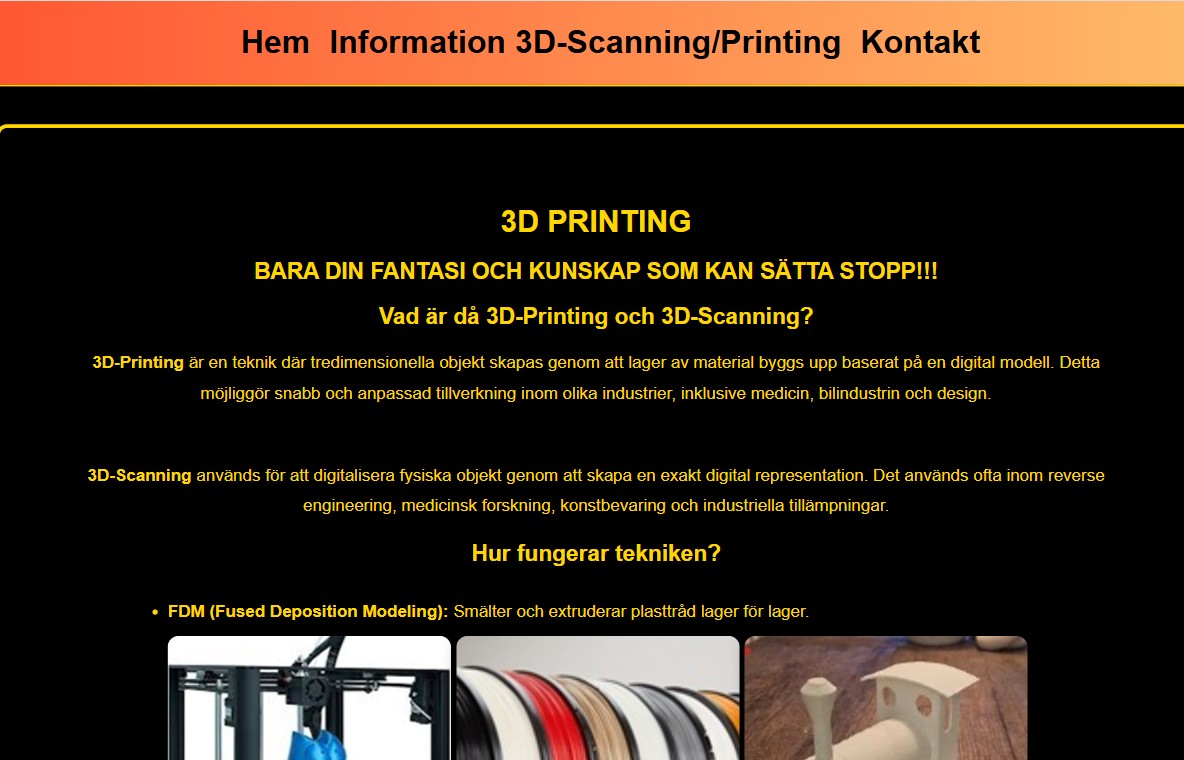 Hem Information 3D-Scanning/Printing Kontakt
3D PRINTING
BARA DIN FANTASI OCH KUNSKAP SOM KAN SÄTTA STOPP!!!
Vad är då 3D-Printing och 3D-Scanning?
3D-Printing är en teknik där tredimensionella objekt skapas genom att lager av material byggs upp baserat på en digital modell. Detta
möjliggör snabb och anpassad tillverkning inom olika industrier, inklusive medicin, bilindustrin och design.
3D-Scanning används för att digitalisera fysiska objekt genom att skapa en exakt digital representation. Det används ofta inom reverse
engineering, medicinsk forskning, konstbevaring och industriella tillämpningar.
Hur fungerar tekniken?
• FDM (Fused Deposition Modeling): Smälter och extruderar plasttråd lager för lager.